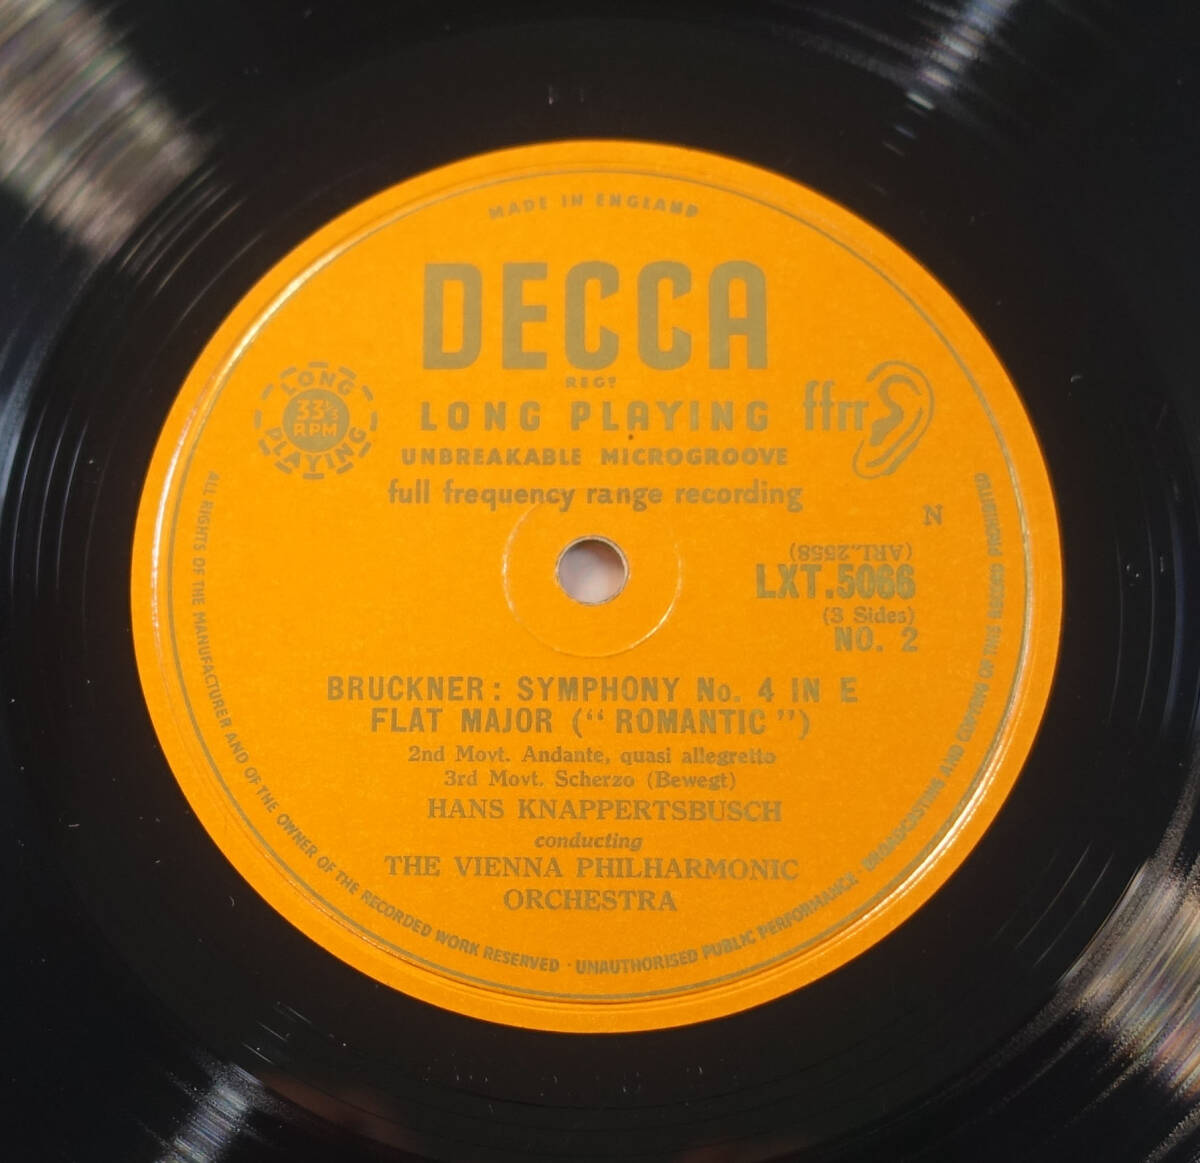 MADE IN ENGLAND
DECCA
REGD
LONG PLAYING
33⅓ RPM
LONG PLAYING
ffrr
UNBREAKABLE MICROGROOVE
full frequency range recording
N
(ARL.2558)
LXT.5066
(3 Sides)
NO. 2
BRUCKNER: SYMPHONY No. 4 IN E
FLAT MAJOR ("ROMANTIC")
2nd Movt. Andante, quasi allegretto
3rd Movt. Scherzo (Bewegt)
HANS KNAPPERTSBUSCH
conducting
THE VIENNA PHILHARMONIC
ORCHESTRA
ALL RIGHTS OF THE MANUFACTURER AND OF THE OWNER OF THE RECORDED WORK RESERVED · UNAUTHORISED PUBLIC PERFORMANCE · BROADCASTING AND COPYING OF THIS RECORD PROHIBITED